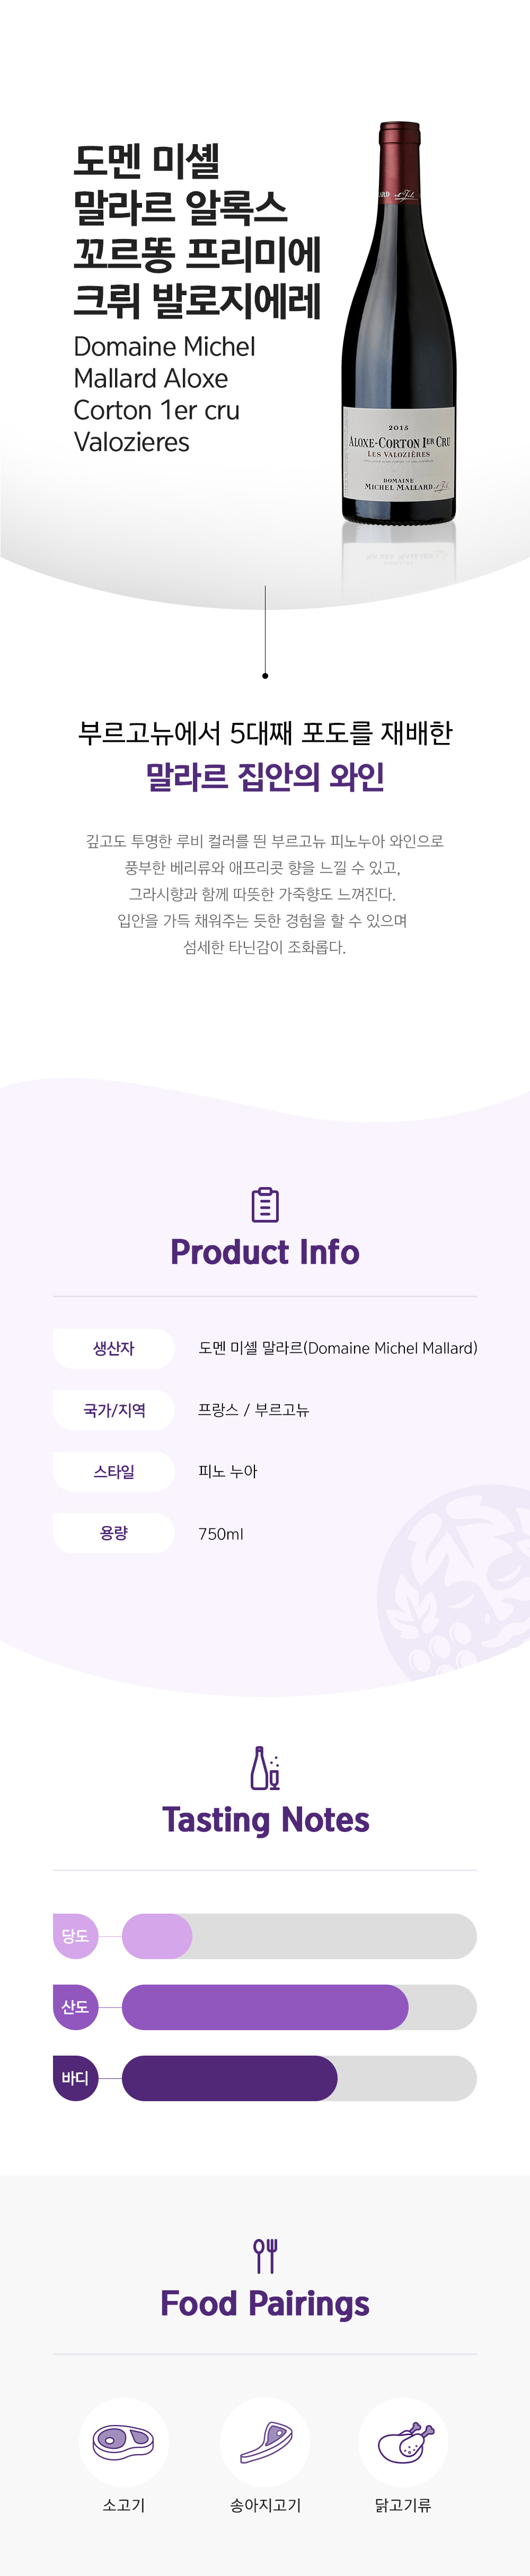 도멘 미셸
말라르 알록스
꼬르똥 프리미에
크뤼 발로지에레
Domaine Michel
Mallard Aloxe
Corton 1er cru
Valozieres
2015
ALOXE-CORTON 1ER CRU
LES VALOZIÈRES
DOMAINE
MICHEL MALLARD et Fils
부르고뉴에서 5대째 포도를 재배한
말라르 집안의 와인
깊고도 투명한 루비 컬러를 띈 부르고뉴 피노누아 와인으로
풍부한 베리류와 애프리콧 향을 느낄 수 있고,
그라시향과 함께 따뜻한 가죽향도 느껴진다.
입안을 가득 채워주는 듯한 경험을 할 수 있으며
섬세한 타닌감이 조화롭다.
Product Info
생산자 도멘 미셸 말라르(Domaine Michel Mallard)
국가/지역 프랑스 / 부르고뉴
스타일 피노 누아
용량 750ml
Tasting Notes
당도
산도
바디
Food Pairings
소고기 송아지고기 닭고기류